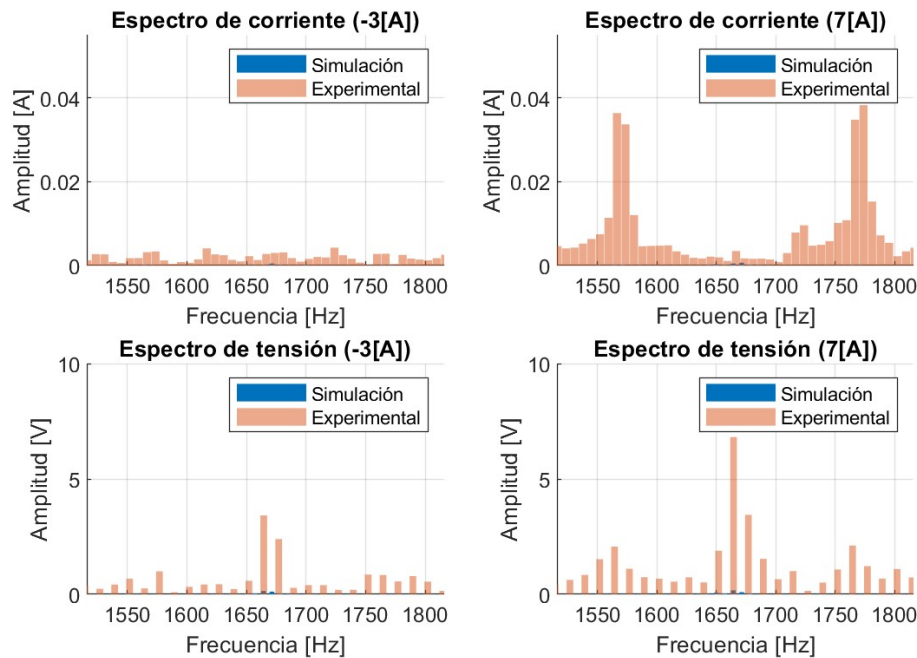 Espectro de corriente (-3[A])
Simulación
Experimental
Amplitud [A]
0.04
0.02
0
1550 1600 1650 1700 1750 1800
Frecuencia [Hz]
Espectro de corriente (7[A])
Simulación
Experimental
Amplitud [A]
0.04
0.02
0
1550 1600 1650 1700 1750 1800
Frecuencia [Hz]
Espectro de tensión (-3[A])
Simulación
Experimental
Amplitud [V]
10
5
0
1550 1600 1650 1700 1750 1800
Frecuencia [Hz]
Espectro de tensión (7[A])
Simulación
Experimental
Amplitud [V]
10
5
0
1550 1600 1650 1700 1750 1800
Frecuencia [Hz]